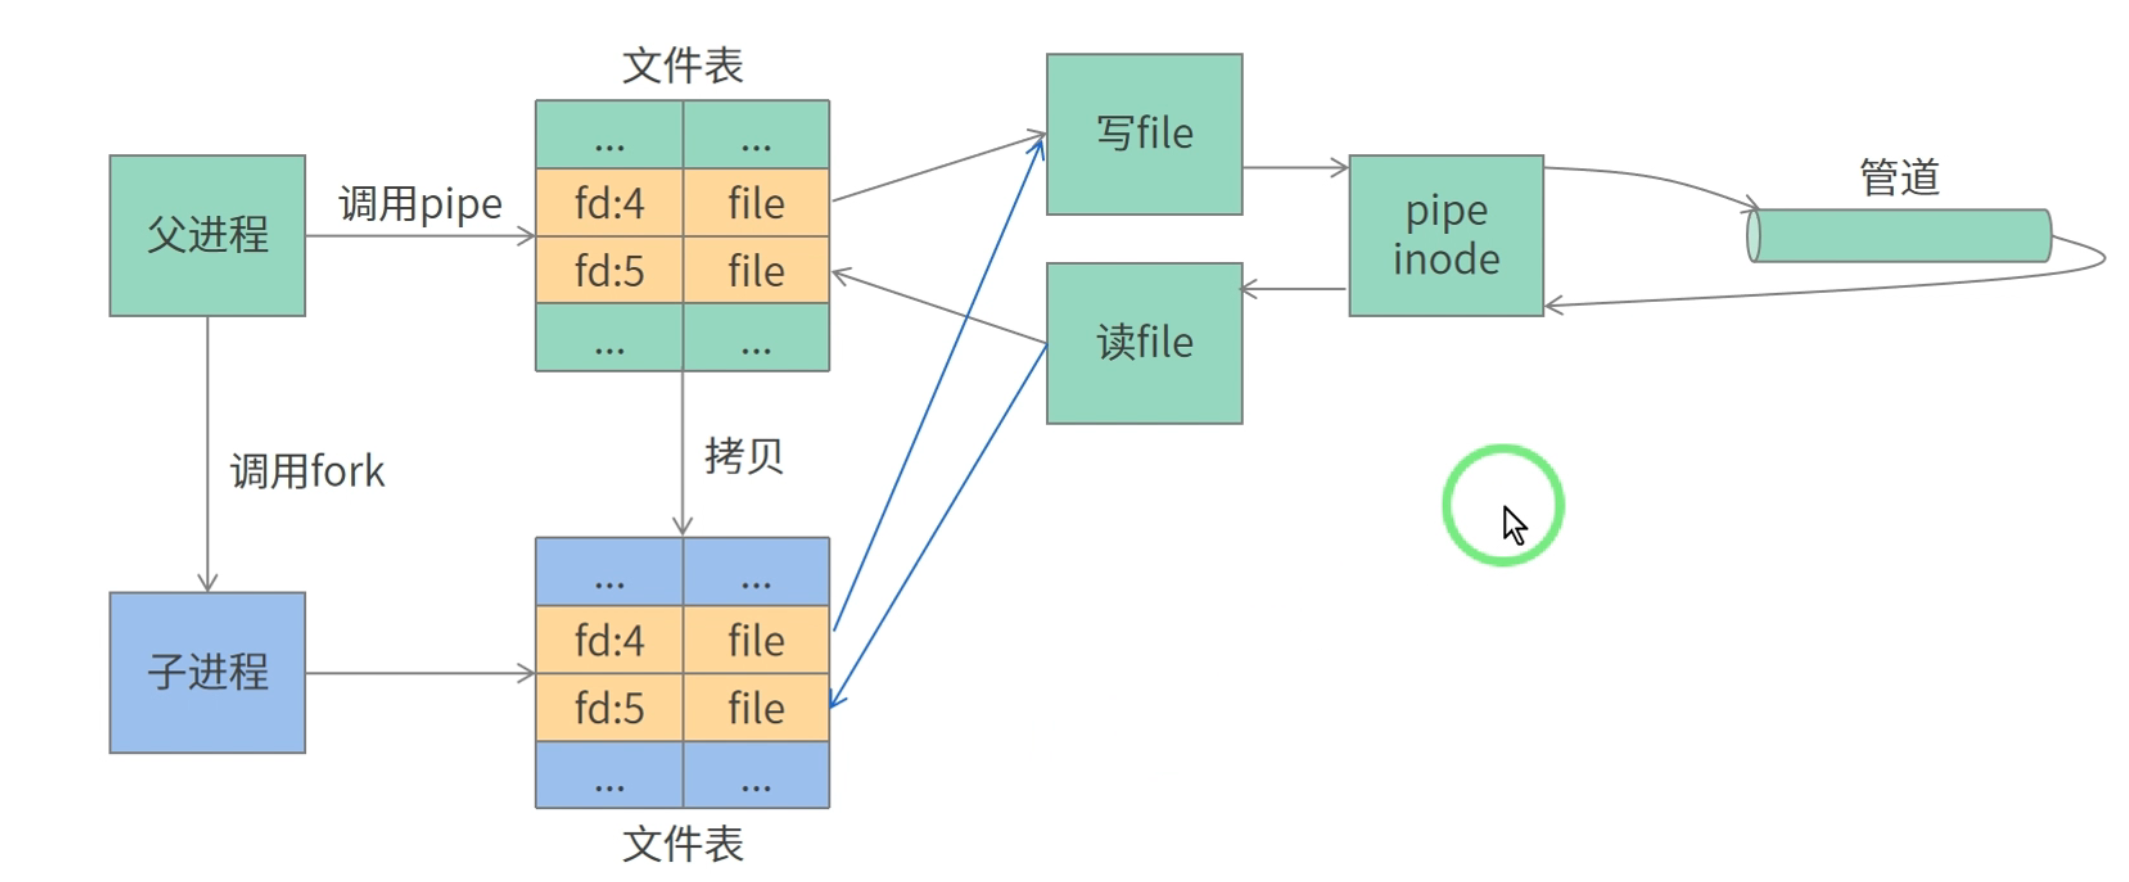 文件表
... ...
fd:4 file
fd:5 file
... ...
父进程
调用pipe
写file
读file
pipe
inode
管道
调用fork
拷贝
子进程
... ...
fd:4 file
fd:5 file
... ...
文件表